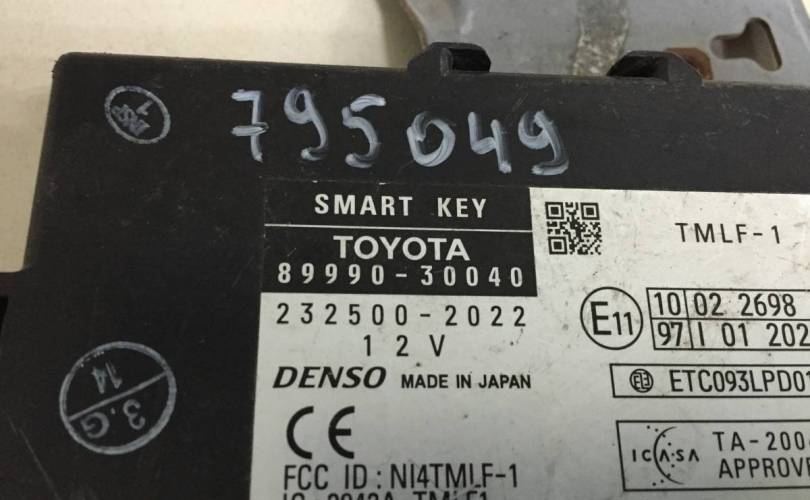 795049
SMART KEY
TMLF-1
TOYOTA
89990-30040
232500-2022
12V
DENSO MADE IN JAPAN
E11
10 02 2698
97 I 01 202
ETC093LPD01
CE
FCC ID : NI4TMLF-1
ICASA
TA-200
APPROVE
3.G
14